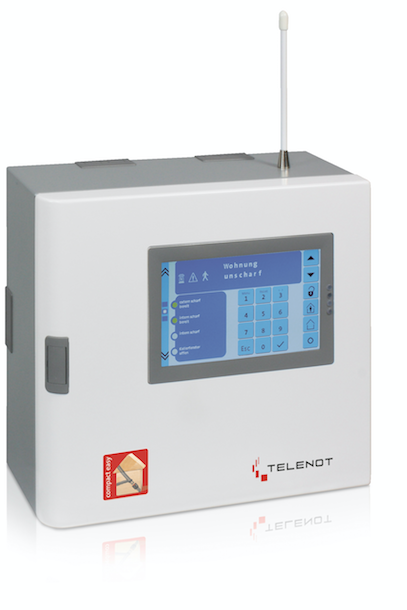 Wohnung
unscharf
1 2 3
4 5 6
7 8 9
Esc 0
compact easy
TELENOT